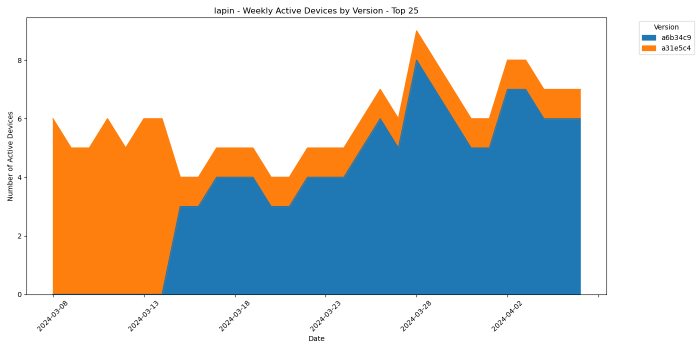 lapin - Weekly Active Devices by Version - Top 25
Version
a6b34c9
a31e5c4
Number of Active Devices
8
6
4
2
0
2024-03-08
2024-03-13
2024-03-18
2024-03-23
2024-03-28
2024-04-02
Date